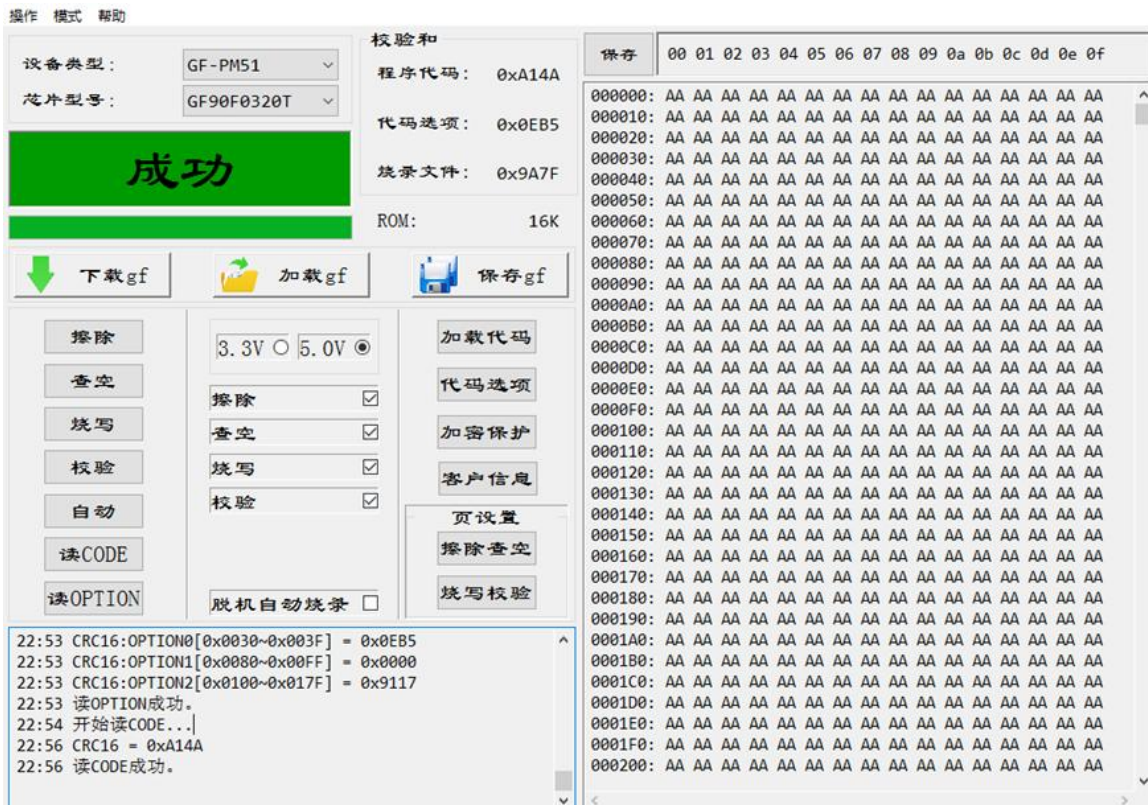 操作 模式 帮助
设备类型: GF-PM51
芯片型号: GF90F0320T
成功
校验和
程序代码: 0xA14A
代码选项: 0x0EB5
烧录文件: 0x9A7F
ROM: 16K
下载gf 加载gf 保存gf
擦除
查空
烧写
校验
自动
读CODE
读OPTION
3.3V 5.0V
擦除
查空
烧写
校验
脱机自动烧录
加载代码
代码选项
加密保护
客户信息
页设置
擦除查空
烧写校验
22:53 CRC16:OPTION0[0x0030~0x003F] = 0x0EB5
22:53 CRC16:OPTION1[0x0080~0x00FF] = 0x0000
22:53 CRC16:OPTION2[0x0100~0x017F] = 0x9117
22:53 读OPTION成功。
22:54 开始读CODE...
22:56 CRC16 = 0xA14A
22:56 读CODE成功。
保存 00 01 02 03 04 05 06 07 08 09 0a 0b 0c 0d 0e 0f
000000: AA AA AA AA AA AA AA AA AA AA AA AA AA AA AA AA
000010: AA AA AA AA AA AA AA AA AA AA AA AA AA AA AA AA
000020: AA AA AA AA AA AA AA AA AA AA AA AA AA AA AA AA
000030: AA AA AA AA AA AA AA AA AA AA AA AA AA AA AA AA
000040: AA AA AA AA AA AA AA AA AA AA AA AA AA AA AA AA
000050: AA AA AA AA AA AA AA AA AA AA AA AA AA AA AA AA
000060: AA AA AA AA AA AA AA AA AA AA AA AA AA AA AA AA
000070: AA AA AA AA AA AA AA AA AA AA AA AA AA AA AA AA
000080: AA AA AA AA AA AA AA AA AA AA AA AA AA AA AA AA
000090: AA AA AA AA AA AA AA AA AA AA AA AA AA AA AA AA
0000A0: AA AA AA AA AA AA AA AA AA AA AA AA AA AA AA AA
0000B0: AA AA AA AA AA AA AA AA AA AA AA AA AA AA AA AA
0000C0: AA AA AA AA AA AA AA AA AA AA AA AA AA AA AA AA
0000D0: AA AA AA AA AA AA AA AA AA AA AA AA AA AA AA AA
0000E0: AA AA AA AA AA AA AA AA AA AA AA AA AA AA AA AA
0000F0: AA AA AA AA AA AA AA AA AA AA AA AA AA AA AA AA
000100: AA AA AA AA AA AA AA AA AA AA AA AA AA AA AA AA
000110: AA AA AA AA AA AA AA AA AA AA AA AA AA AA AA AA
000120: AA AA AA AA AA AA AA AA AA AA AA AA AA AA AA AA
000130: AA AA AA AA AA AA AA AA AA AA AA AA AA AA AA AA
000140: AA AA AA AA AA AA AA AA AA AA AA AA AA AA AA AA
000150: AA AA AA AA AA AA AA AA AA AA AA AA AA AA AA AA
000160: AA AA AA AA AA AA AA AA AA AA AA AA AA AA AA AA
000170: AA AA AA AA AA AA AA AA AA AA AA AA AA AA AA AA
000180: AA AA AA AA AA AA AA AA AA AA AA AA AA AA AA AA
000190: AA AA AA AA AA AA AA AA AA AA AA AA AA AA AA AA
0001A0: AA AA AA AA AA AA AA AA AA AA AA AA AA AA AA AA
0001B0: AA AA AA AA AA AA AA AA AA AA AA AA AA AA AA AA
0001C0: AA AA AA AA AA AA AA AA AA AA AA AA AA AA AA AA
0001D0: AA AA AA AA AA AA AA AA AA AA AA AA AA AA AA AA
0001E0: AA AA AA AA AA AA AA AA AA AA AA AA AA AA AA AA
0001F0: AA AA AA AA AA AA AA AA AA AA AA AA AA AA AA AA
000200: AA AA AA AA AA AA AA AA AA AA AA AA AA AA AA AA